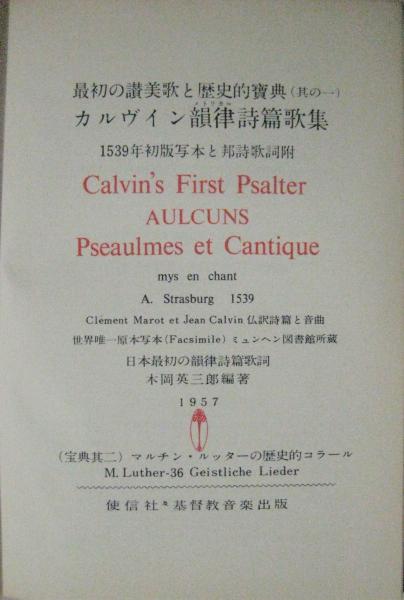 最初の讃美歌と歴史的寶典(其の一)
メトリカル
カルヴイン韻律詩篇歌集
1539年初版写本と邦詩歌詞附
Calvin's First Psalter
AULCUNS
Pseaulmes et Cantique
mys en chant
A. Strasburg 1539
Clément Marot et Jean Calvin 仏訳詩篇と音曲
世界唯一原本写本(Facsimile) ミュンヘン図書館所蔵
日本最初の韻律詩篇歌詞
木岡英三郎編著
1957
(宝典其二) マルチン・ルッターの歴史的コラール
M. Luther-36 Geistliche Lieder
使信社・基督教音楽出版